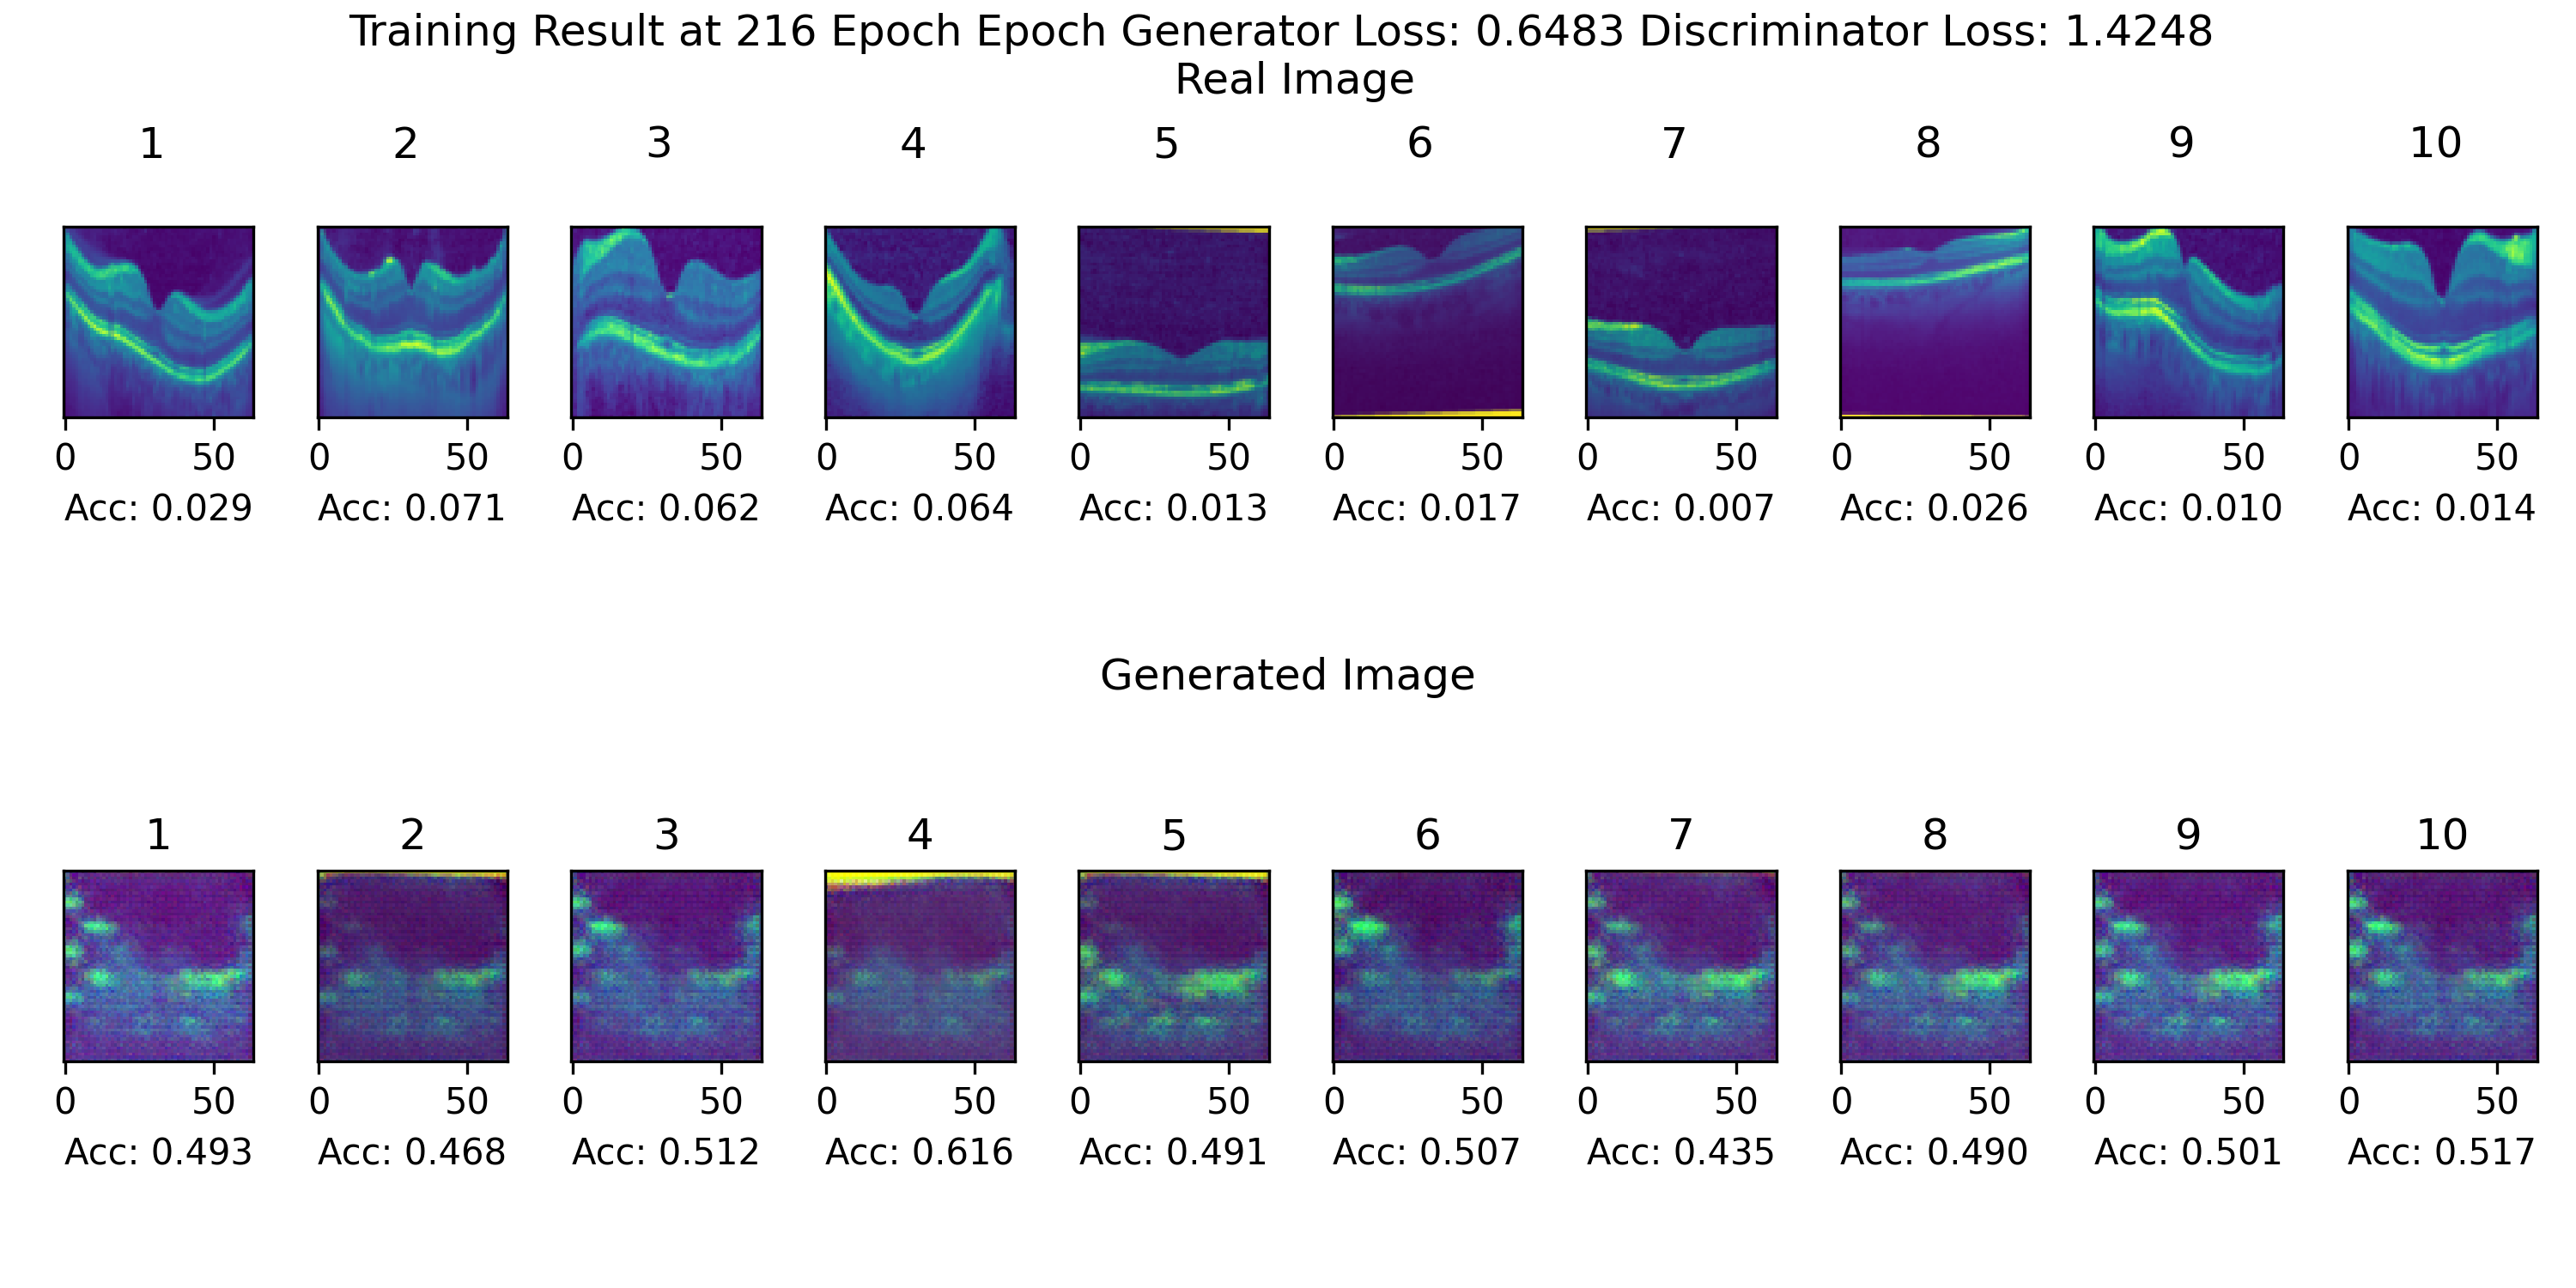 Training Result at 216 Epoch Epoch Generator Loss: 0.6483 Discriminator Loss: 1.4248
Real Image
1 2 3 4 5 6 7 8 9 10
0 50 0 50 0 50 0 50 0 50 0 50 0 50 0 50 0 50 0 50
Acc: 0.029 Acc: 0.071 Acc: 0.062 Acc: 0.064 Acc: 0.013 Acc: 0.017 Acc: 0.007 Acc: 0.026 Acc: 0.010 Acc: 0.014
Generated Image
1 2 3 4 5 6 7 8 9 10
0 50 0 50 0 50 0 50 0 50 0 50 0 50 0 50 0 50 0 50
Acc: 0.493 Acc: 0.468 Acc: 0.512 Acc: 0.616 Acc: 0.491 Acc: 0.507 Acc: 0.435 Acc: 0.490 Acc: 0.501 Acc: 0.517